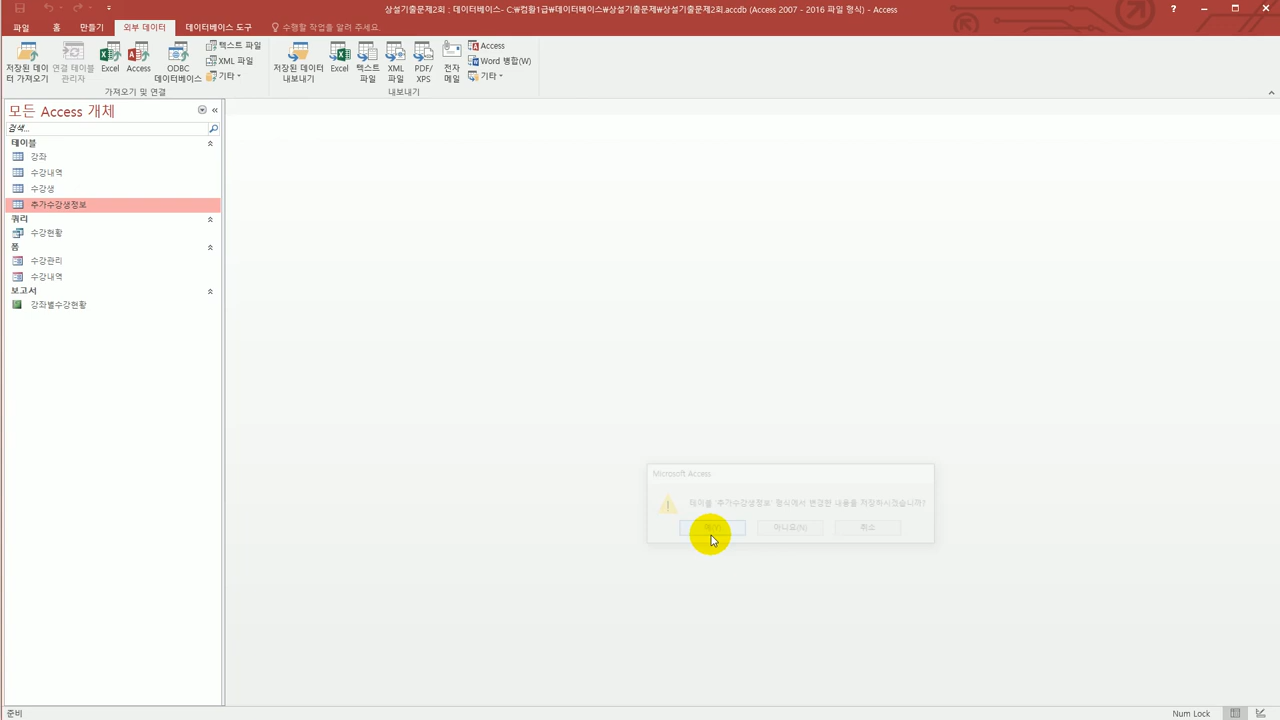 상설기출문제2회 : 데이터베이스- C:₩컴활1급₩데이터베이스₩상설기출문제₩상설기출문제2회.accdb (Access 2007 - 2016 파일 형식) - Access
?
파일 홈 만들기 외부 데이터 데이터베이스 도구 수행할 작업을 알려 주세요.
저장된 데이터 가져오기
연결 테이블 관리자
Excel
Access
ODBC 데이터베이스
텍스트 파일
XML 파일
기타
가져오기 및 연결
저장된 데이터 내보내기
Excel
텍스트 파일
XML 파일
PDF/XPS
전자 메일
Access
Word 병합(W)
기타
내보내기
모든 Access 개체
검색...
테이블
강좌
수강내역
수강생
추가수강생정보
쿼리
수강현황
폼
수강관리
수강내역
보고서
강좌별수강현황
Microsoft Access
테이블 '추가수강생정보' 형식에서 변경한 내용을 저장하시겠습니까?
예(Y) 아니요(N) 취소
준비
Num Lock